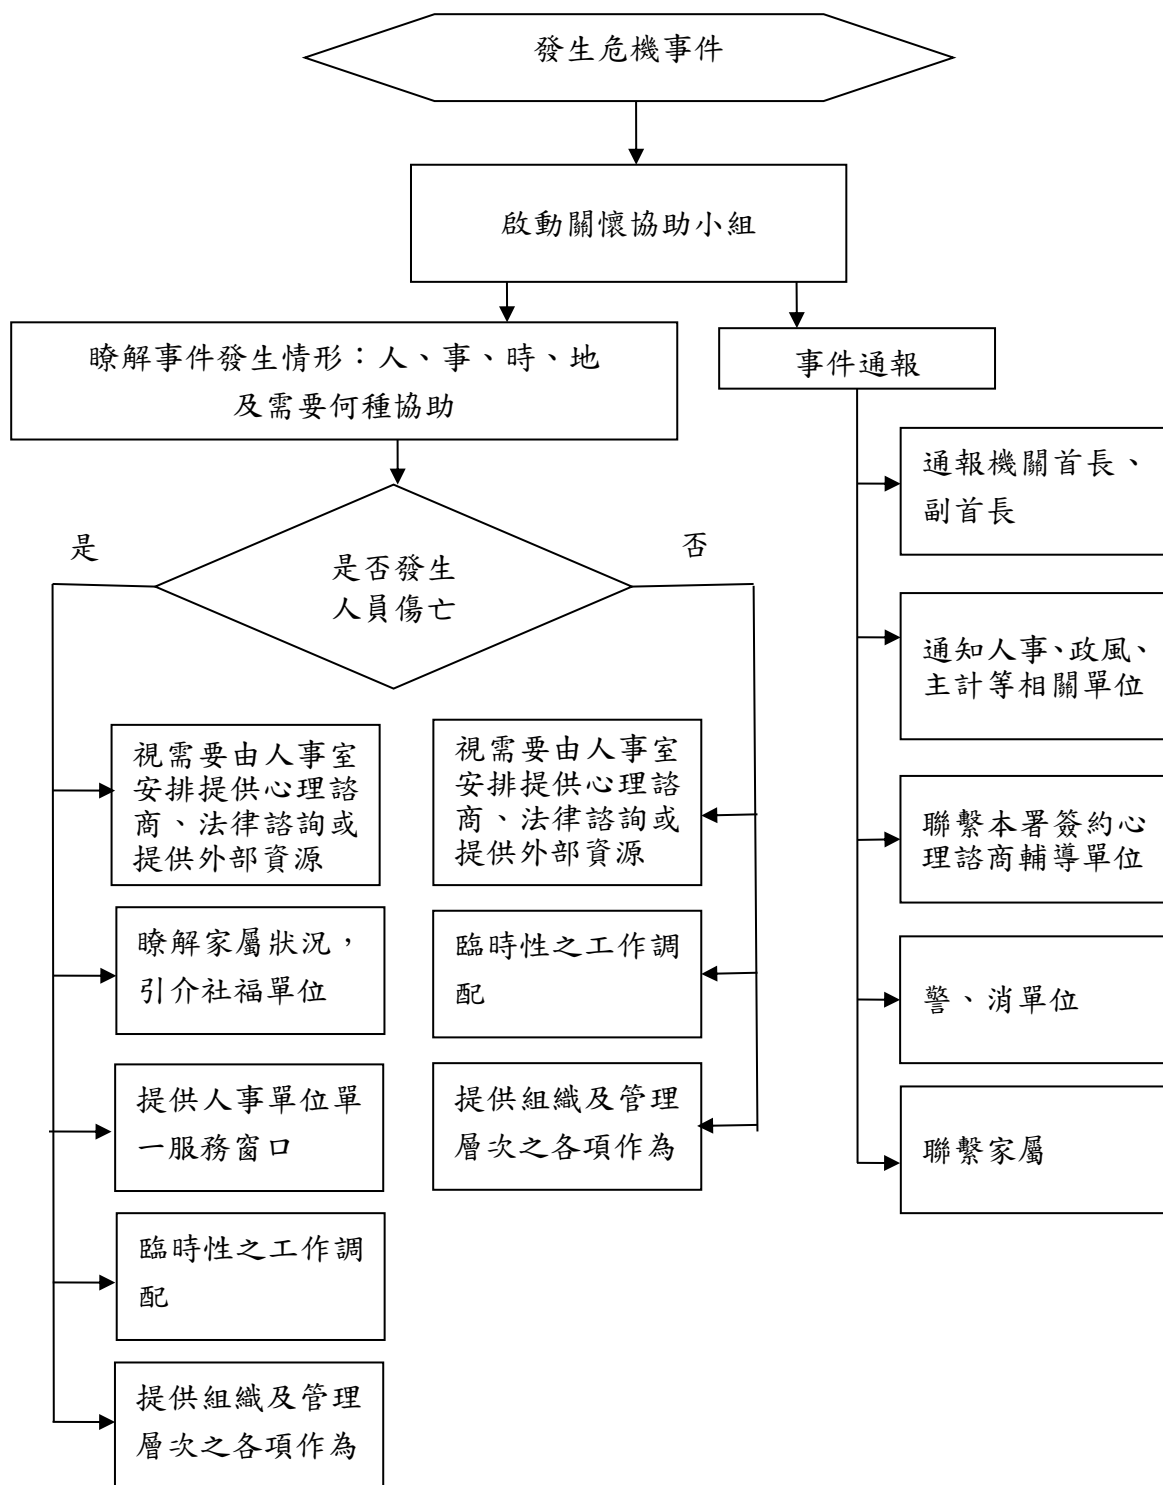 發生危機事件
啟動關懷協助小組
瞭解事件發生情形：人、事、時、地
及需要何種協助
事件通報
是
否
是否發生
人員傷亡
視需要由人事室
安排提供心理諮
商、法律諮詢或
提供外部資源
瞭解家屬狀況，
引介社福單位
提供人事單位單
一服務窗口
臨時性之工作調
配
提供組織及管理
層次之各項作為
視需要由人事室
安排提供心理諮
商、法律諮詢或
提供外部資源
臨時性之工作調
配
提供組織及管理
層次之各項作為
通報機關首長、
副首長
通知人事、政風、
主計等相關單位
聯繫本署簽約心
理諮商輔導單位
警、消單位
聯繫家屬